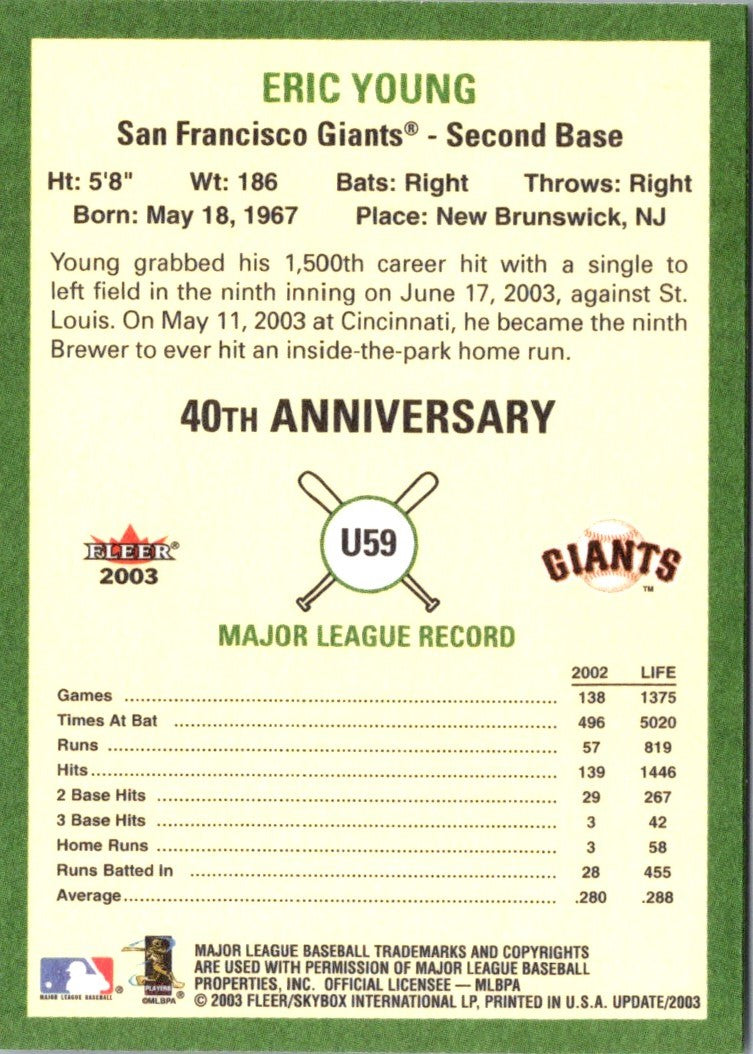 ERIC YOUNG
San Francisco Giants® - Second Base
Ht: 5'8" Wt: 186 Bats: Right Throws: Right
Born: May 18, 1967 Place: New Brunswick, NJ
Young grabbed his 1,500th career hit with a single to
left field in the ninth inning on June 17, 2003, against St.
Louis. On May 11, 2003 at Cincinnati, he became the ninth
Brewer to ever hit an inside-the-park home run.
40TH ANNIVERSARY
FLEER®
2003
U59
GIANTS
™
MAJOR LEAGUE RECORD
2002 LIFE
Games 138 1375
Times At Bat 496 5020
Runs 57 819
Hits 139 1446
2 Base Hits 29 267
3 Base Hits 3 42
Home Runs 3 58
Runs Batted In 28 455
Average .280 .288
MAJOR LEAGUE BASEBALL ®
PLAYERS ®
©MLBPA
MAJOR LEAGUE BASEBALL TRADEMARKS AND COPYRIGHTS
ARE USED WITH PERMISSION OF MAJOR LEAGUE BASEBALL
PROPERTIES, INC. OFFICIAL LICENSEE — MLBPA
© 2003 FLEER/SKYBOX INTERNATIONAL LP, PRINTED IN U.S.A. UPDATE/2003